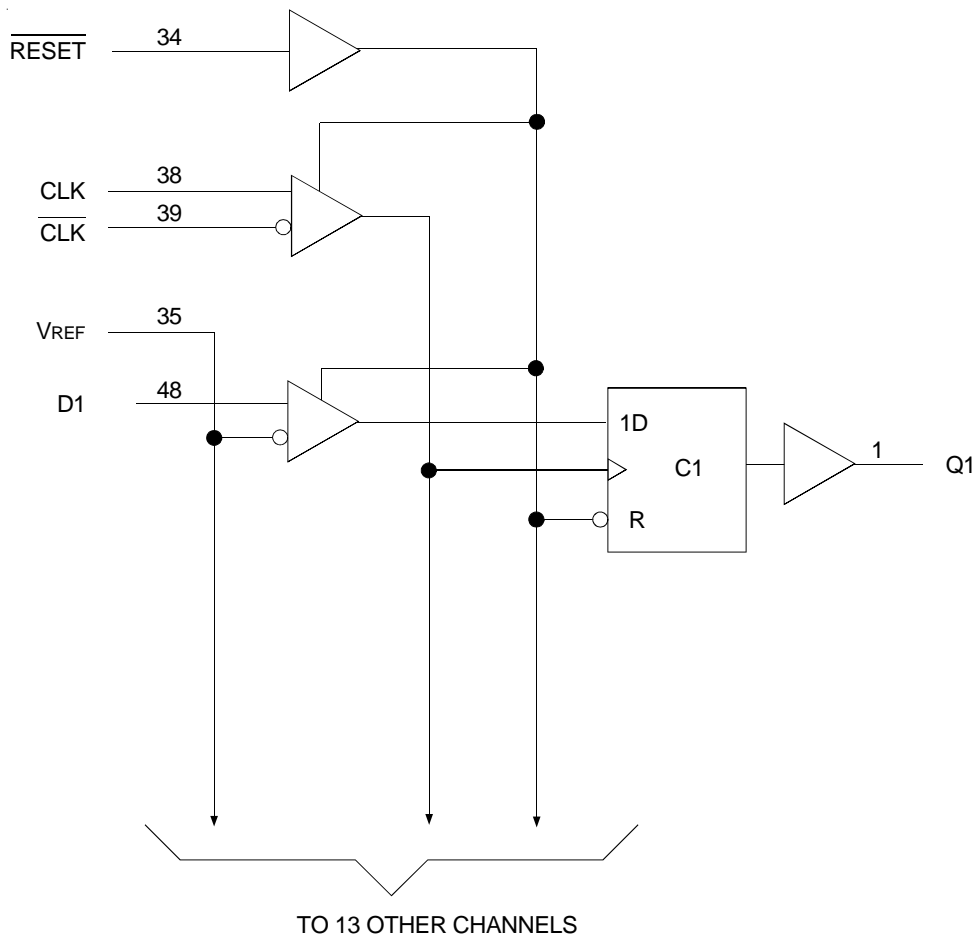 RESET 34
CLK 38
CLK 39
VREF 35
D1 48
1D
C1
R
1
Q1
TO 13 OTHER CHANNELS